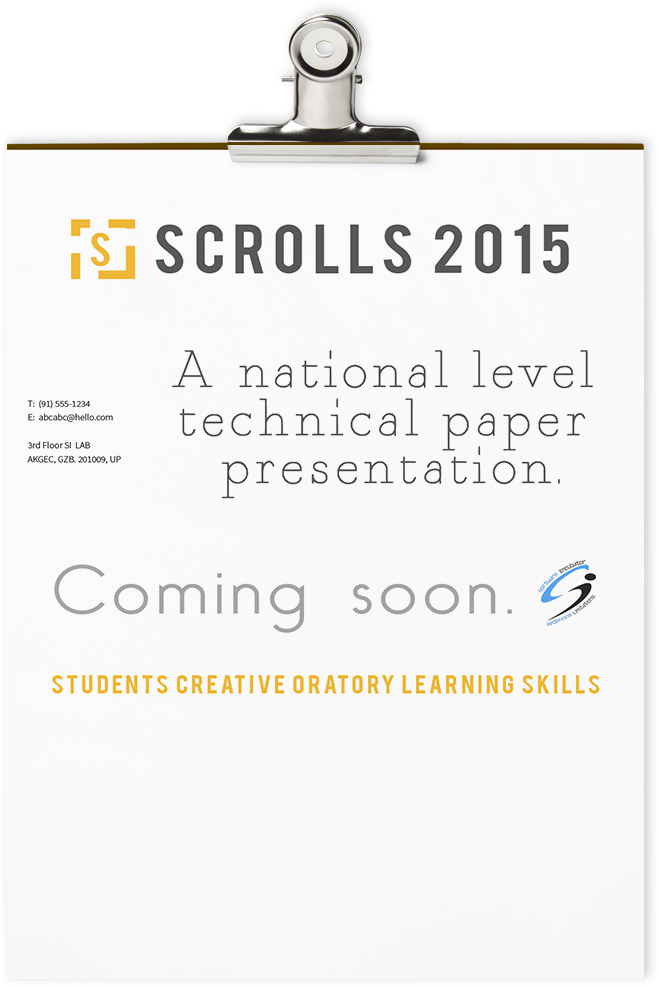 S SCROLLS 2015
A national level
technical paper
presentation.
T: (91) 555-1234
E: abcabc@hello.com
3rd Floor SI LAB
AKGEC, GZB. 201009, UP
Coming soon.
software incubator
STUDENTS CREATIVE ORATORY LEARNING SKILLS